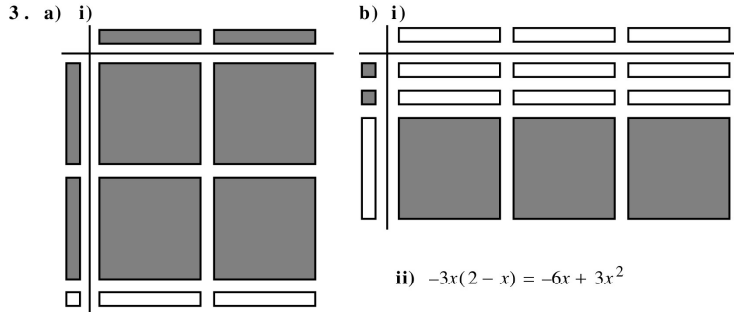 3. a) i) b) i)
ii) –3x(2 – x) = –6x + 3x²